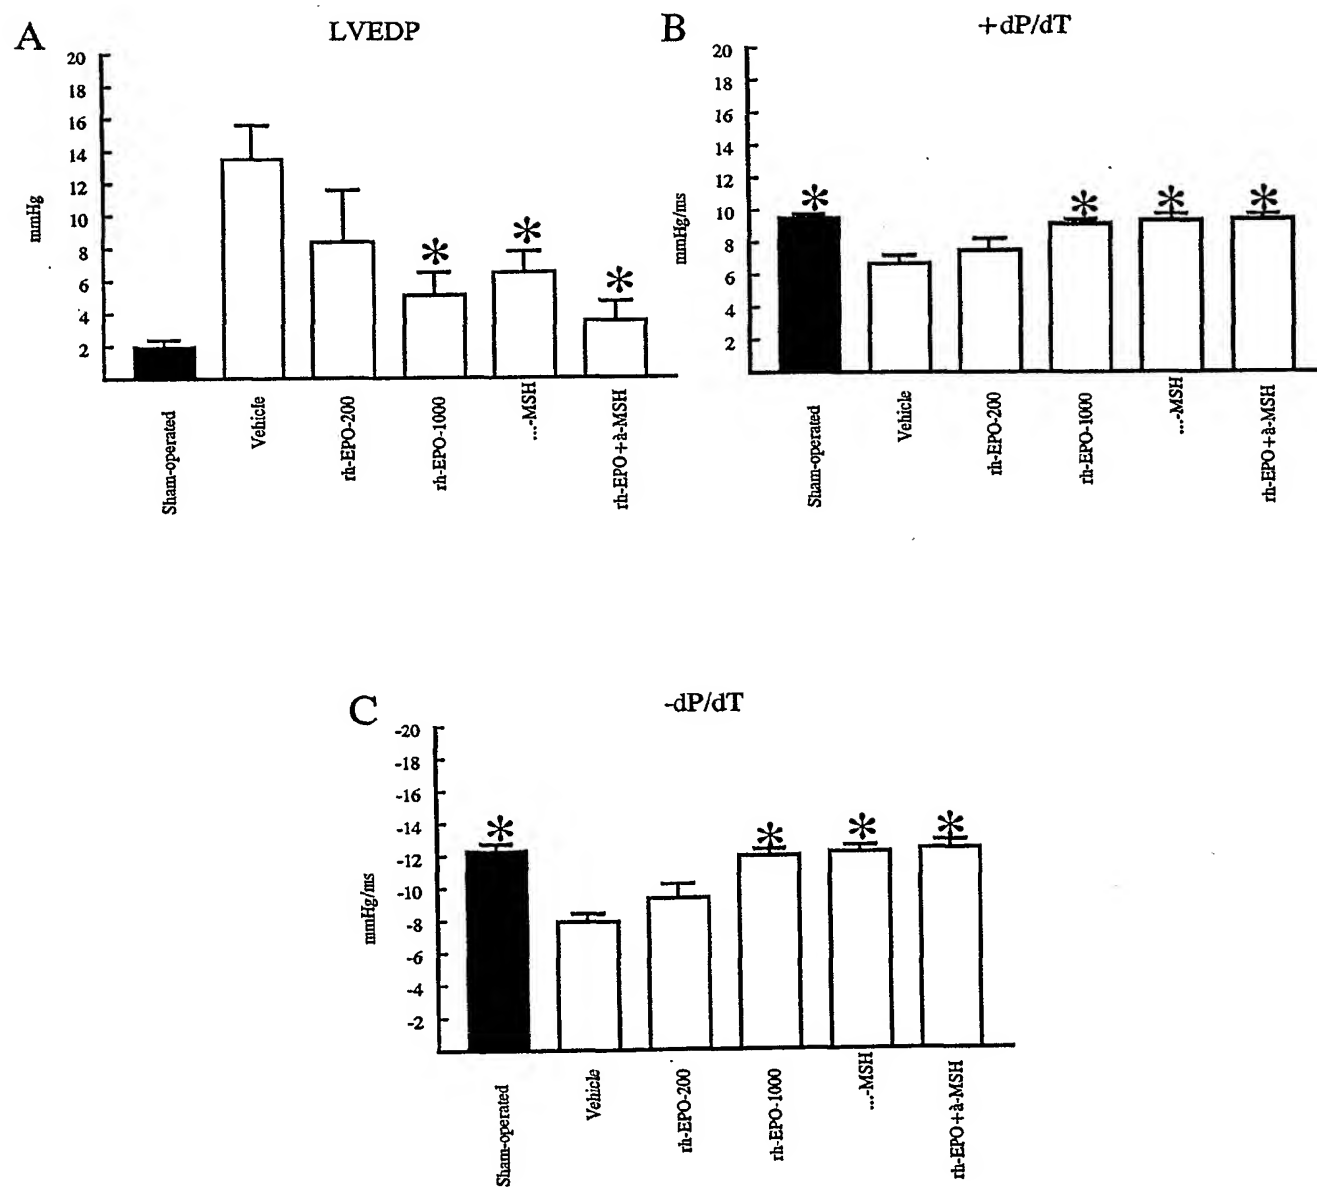 A
LVEDP
20
18
16
14
12
10
8
6
4
2
mmHg
*
*
*
Sham-operated
Vehicle
rh-EPO-200
rh-EPO-1000
...-MSH
rh-EPO+à-MSH
B
+dP/dT
20
18
16
14
12
10
8
6
4
2
mmHg/ms
*
*
*
*
Sham-operated
Vehicle
rh-EPO-200
rh-EPO-1000
...-MSH
rh-EPO+à-MSH
C
-dP/dT
-20
-18
-16
-14
-12
-10
-8
-6
-4
-2
mmHg/ms
*
*
*
*
Sham-operated
Vehicle
rh-EPO-200
rh-EPO-1000
...-MSH
rh-EPO+à-MSH